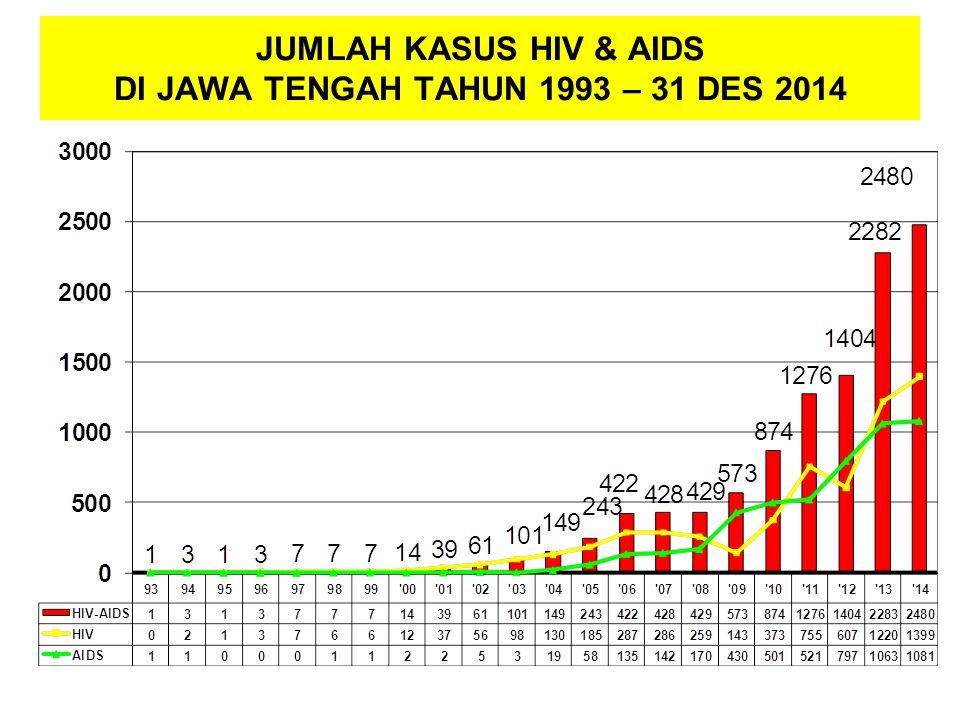 JUMLAH KASUS HIV & AIDS
DI JAWA TENGAH TAHUN 1993 – 31 DES 2014
3000
2500
2000
1500
1000
500
0
1 3 1 3 7 7 7 14 39 61 101 149 243 422 428 429 573 874 1276 1404 2282 2480
93 94 95 96 97 98 99 '00 '01 '02 '03 '04 '05 '06 '07 '08 '09 '10 '11 '12 '13 '14
HIV-AIDS 1 3 1 3 7 7 7 14 39 61 101 149 243 422 428 429 573 874 1276 1404 2283 2480
HIV 0 2 1 3 7 6 6 12 37 56 98 130 185 287 286 259 143 373 755 607 1220 1399
AIDS 1 1 0 0 0 1 1 2 2 5 3 19 58 135 142 170 430 501 521 797 1063 1081